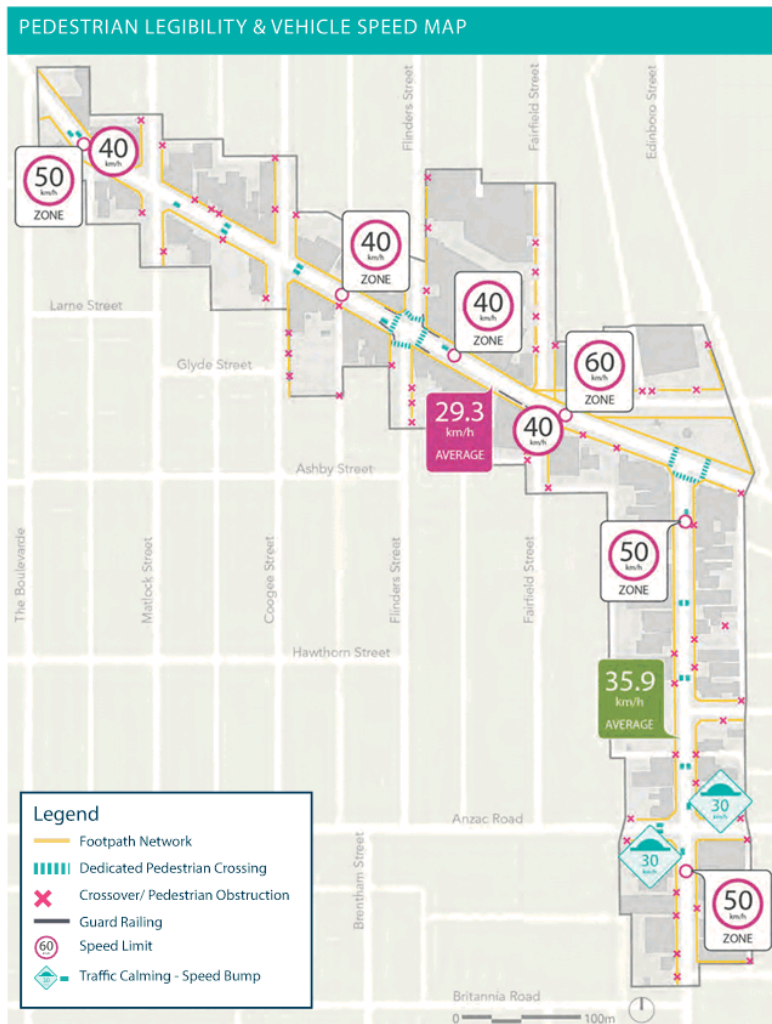 PEDESTRIAN LEGIBILITY & VEHICLE SPEED MAP
Flinders Street
Fairfield Street
Edinboro Street
40
km/h
50
km/h
ZONE
40
km/h
ZONE
40
km/h
ZONE
Larne Street
60
km/h
ZONE
Glyde Street
29.3
km/h
AVERAGE
40
km/h
Ashby Street
The Boulevarde
Matlock Street
Coogee Street
Flinders Street
Fairfield Street
50
km/h
ZONE
Hawthorn Street
35.9
km/h
AVERAGE
30
km/h
Anzac Road
30
km/h
Brentham Street
50
km/h
ZONE
Legend
Footpath Network
Dedicated Pedestrian Crossing
Crossover/ Pedestrian Obstruction
Guard Railing
60
Speed Limit
30
Traffic Calming - Speed Bump
Britannia Road
0 100m